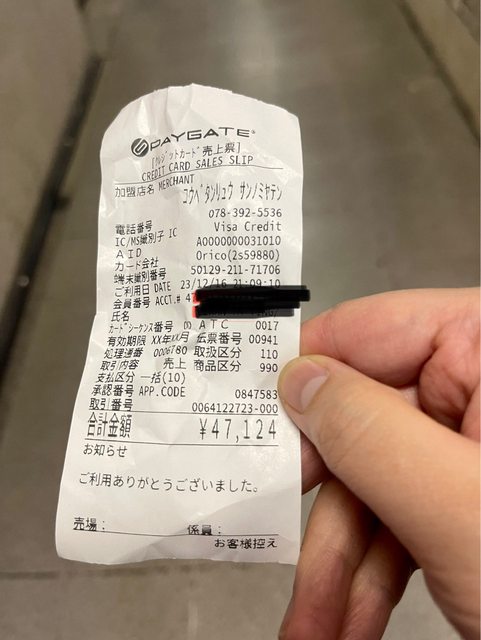 PAYGATE
[クレジットカード売上票]
CREDIT CARD SALES SLIP
加盟店名 MERCHANT
コウベタンリュウ サンノミヤテン
電話番号 078-392-5536
IC/MS識別子 IC Visa Credit
AID A0000000031010
カード会社 Orico(2s59880)
端末識別番号 50129-211-71706
ご利用日 DATE 23/12/16 21:09:10
会員番号 ACCT.# 47
氏名
カードシーケンス番号 ATC 0017
有効期限 XX年XX月 伝票番号 00941
処理通番 0006780 取扱区分 110
取引内容 売上 商品区分 990
支払区分 一括(10)
承認番号 APP.CODE 0847583
取引番号 0064122723-000
合計金額 ¥47,124
お知らせ
ご利用ありがとうございました。
売場: 係員:
お客様控え